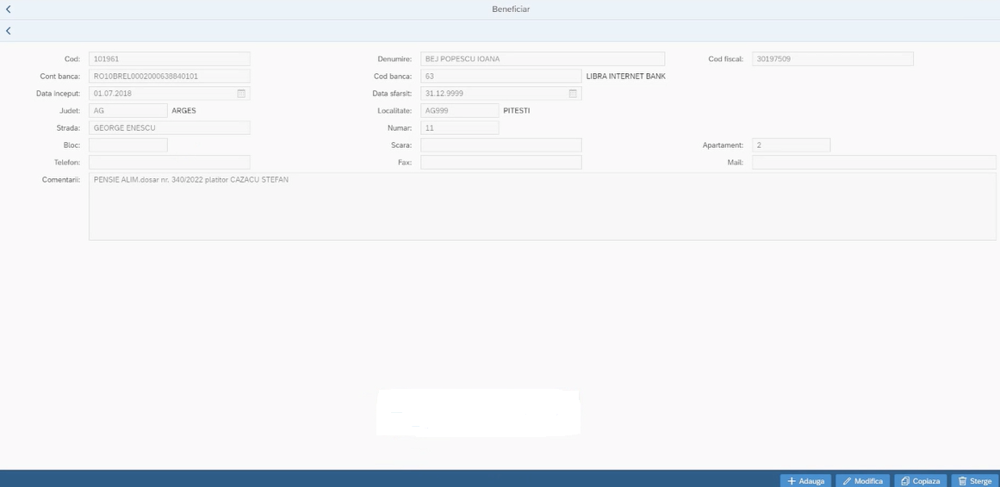 Beneficiar
Cod: 101961 Denumire: BEJ POPESCU IOANA Cod fiscal: 30197509
Cont banca: RO10BREL0002000638840101 Cod banca: 63 LIBRA INTERNET BANK
Data inceput: 01.07.2018 Data sfarsit: 31.12.9999
Judet: AG ARGES Localitate: AG999 PITESTI
Strada: GEORGE ENESCU Numar: 11
Bloc: Scara: Apartament: 2
Telefon: Fax: Mail:
Comentarii: PENSIE ALIM.dosar nr. 340/2022 platitor CAZACU STEFAN
Adauga Modifica Copiaza Sterge